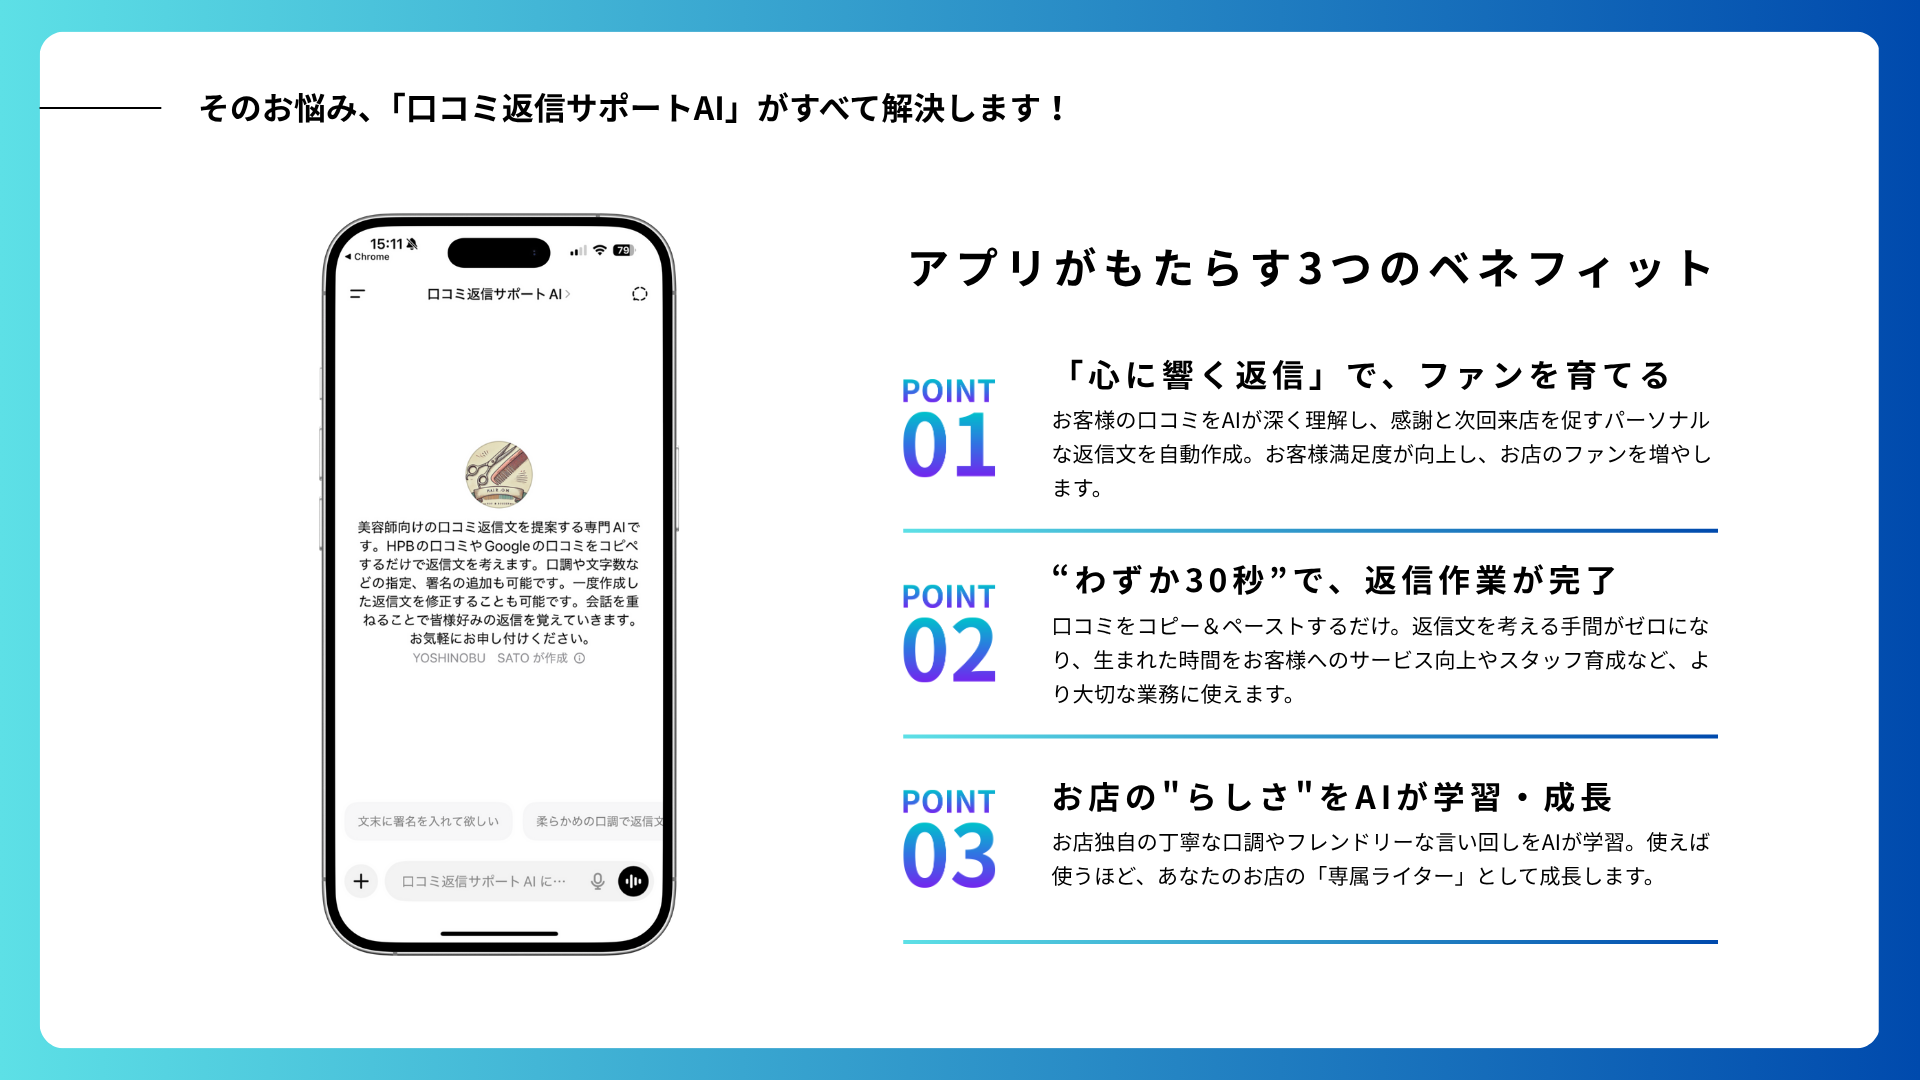 そのお悩み、「口コミ返信サポートAI」がすべて解決します！
15:11
79
◀ Chrome
口コミ返信サポート AI >
美容師向けの口コミ返信文を提案する専門 AI で
す。HPBの口コミや Google の口コミをコピペ
するだけで返信文を考えます。口調や文字数な
どの指定、署名の追加も可能です。一度作成し
た返信文を修正することも可能です。会話を重
ねることで皆様好みの返信を覚えていきます。
お気軽にお申し付けください。
YOSHINOBU SATO が作成
文末に署名を入れて欲しい
柔らかめの口調で返信文
口コミ返信サポート AI に…
アプリがもたらす3つのベネフィット
POINT
01
「心に響く返信」で、ファンを育てる
お客様の口コミをAIが深く理解し、感謝と次回来店を促すパーソナル
な返信文を自動作成。お客様満足度が向上し、お店のファンを増やし
ます。
POINT
02
“わずか30秒”で、返信作業が完了
口コミをコピー＆ペーストするだけ。返信文を考える手間がゼロにな
り、生まれた時間をお客様へのサービス向上やスタッフ育成など、よ
り大切な業務に使えます。
POINT
03
お店の"らしさ"をAIが学習・成長
お店独自の丁寧な口調やフレンドリーな言い回しをAIが学習。使えば
使うほど、あなたのお店の「専属ライター」として成長します。